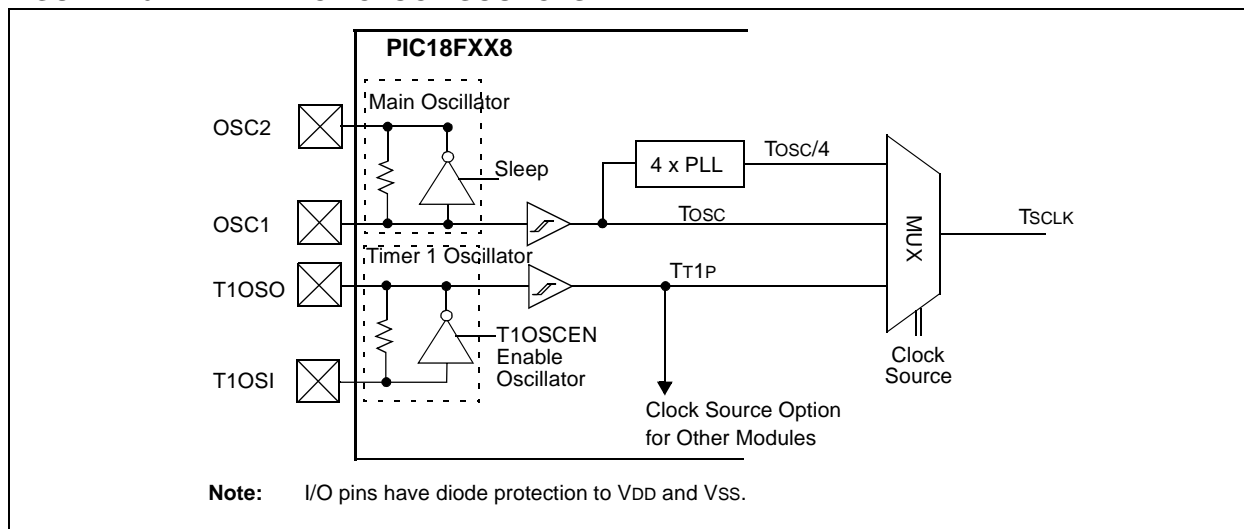 PIC18FXX8
Main Oscillator
OSC2
Sleep
4 x PLL
TOSC/4
OSC1
TOSC
MUX
TSCLK
Timer 1 Oscillator
T1OSO
TT1P
T1OSCEN
Enable
Oscillator
T1OSI
Clock
Source
Clock Source Option
for Other Modules
Note: I/O pins have diode protection to VDD and VSS.